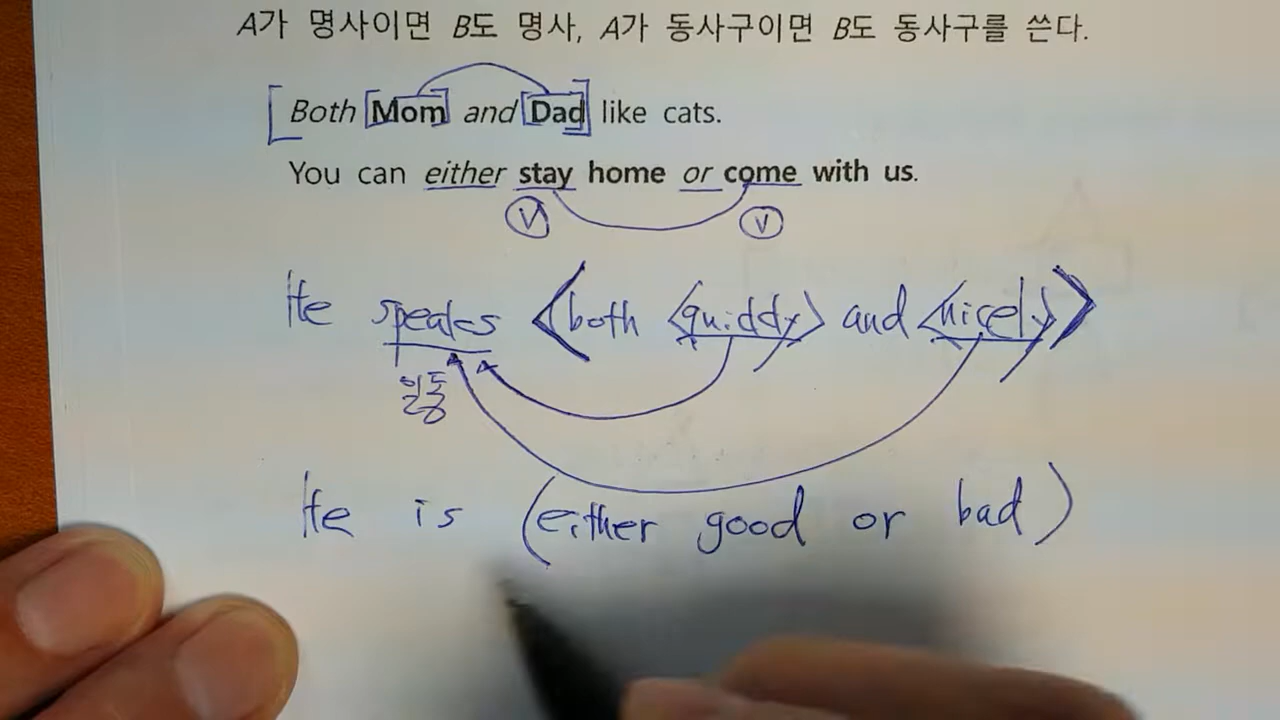 A가 명사이면 B도 명사, A가 동사구이면 B도 동사구를 쓴다.
Both Mom and Dad like cats.
You can either stay home or come with us.
V V
He speaks both and nicely
일동
He is (either good or bad)